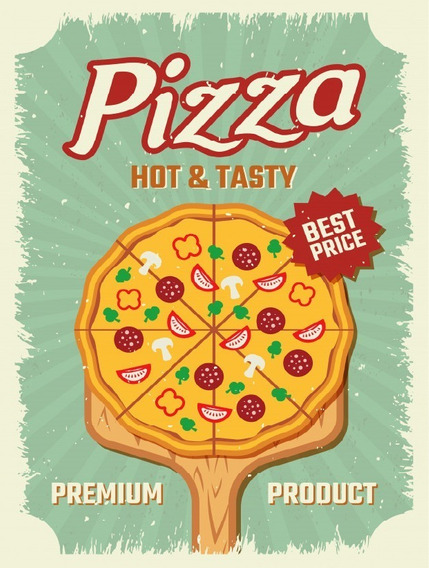 Pizza
HOT & TASTY
BEST
PRICE
PREMIUM PRODUCT